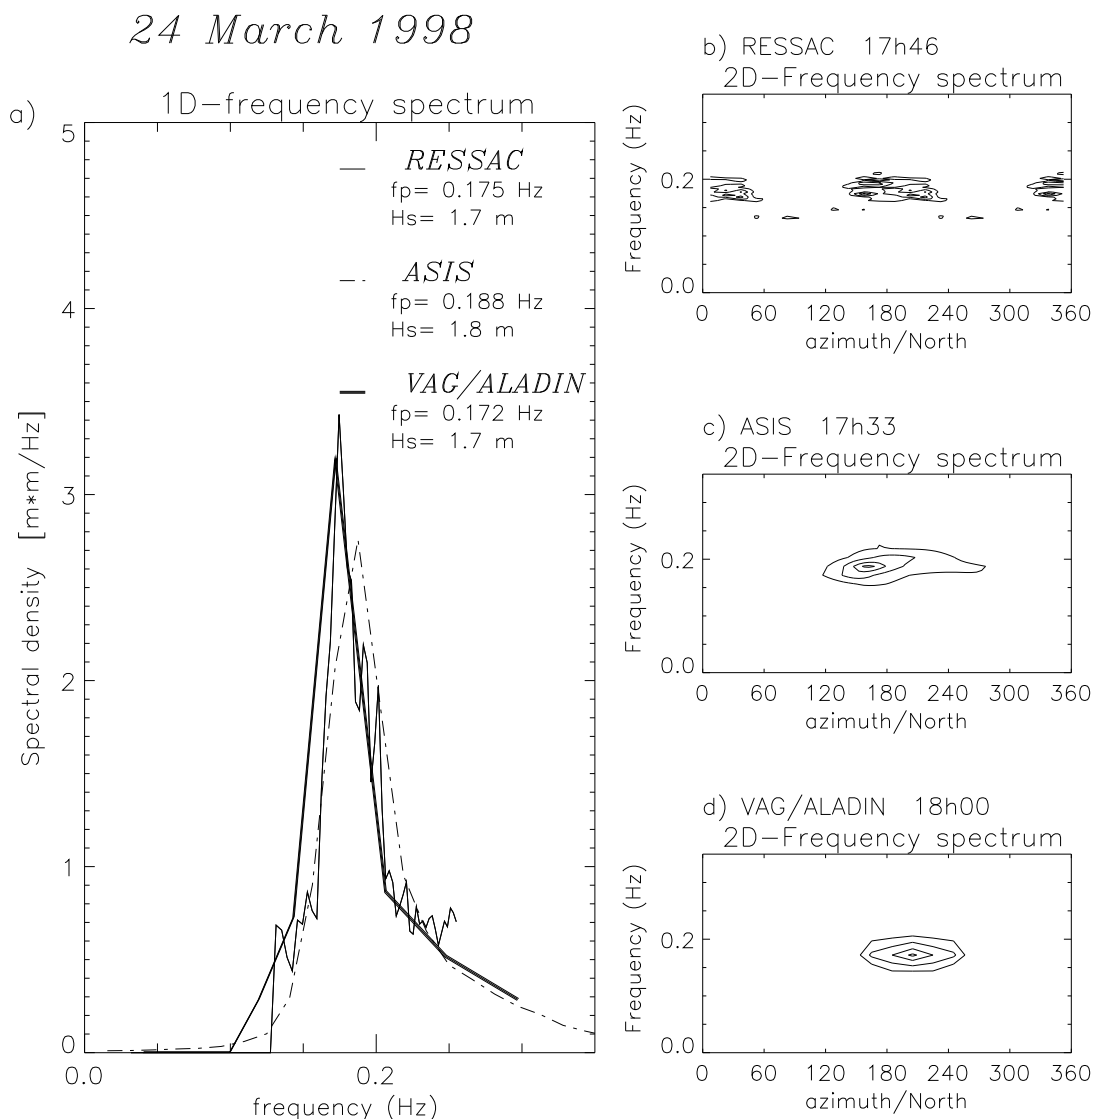 24 March 1998
a)
1D-frequency spectrum
5
4
3
2
1
0
Spectral density [m*m/Hz]
0.0
0.2
frequency (Hz)
RESSAC
fp= 0.175 Hz
Hs= 1.7 m
ASIS
fp= 0.188 Hz
Hs= 1.8 m
VAG/ALADIN
fp= 0.172 Hz
Hs= 1.7 m
b) RESSAC 17h46
2D-Frequency spectrum
Frequency (Hz)
0.2
0.0
0 60 120 180 240 300 360
azimuth/North
c) ASIS 17h33
2D-Frequency spectrum
Frequency (Hz)
0.2
0.0
0 60 120 180 240 300 360
azimuth/North
d) VAG/ALADIN 18h00
2D-Frequency spectrum
Frequency (Hz)
0.2
0.0
0 60 120 180 240 300 360
azimuth/North